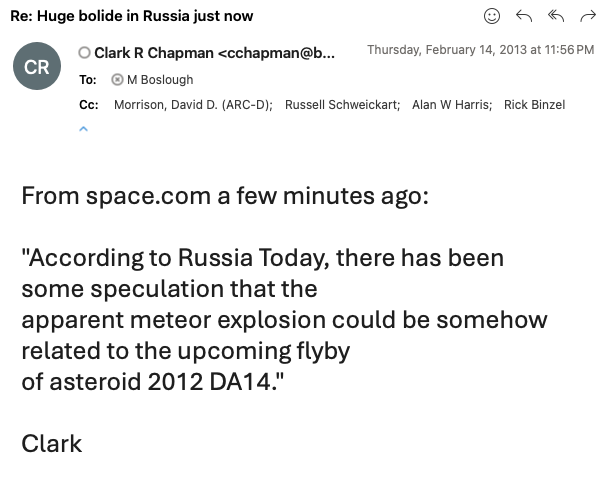 Re: Huge bolide in Russia just now
CR
Clark R Chapman <cchapman@b...
Thursday, February 14, 2013 at 11:56 PM
To: M Boslough
Cc: Morrison, David D. (ARC-D); Russell Schweickart; Alan W Harris; Rick Binzel
From space.com a few minutes ago:
"According to Russia Today, there has been
some speculation that the
apparent meteor explosion could be somehow
related to the upcoming flyby
of asteroid 2012 DA14."
Clark